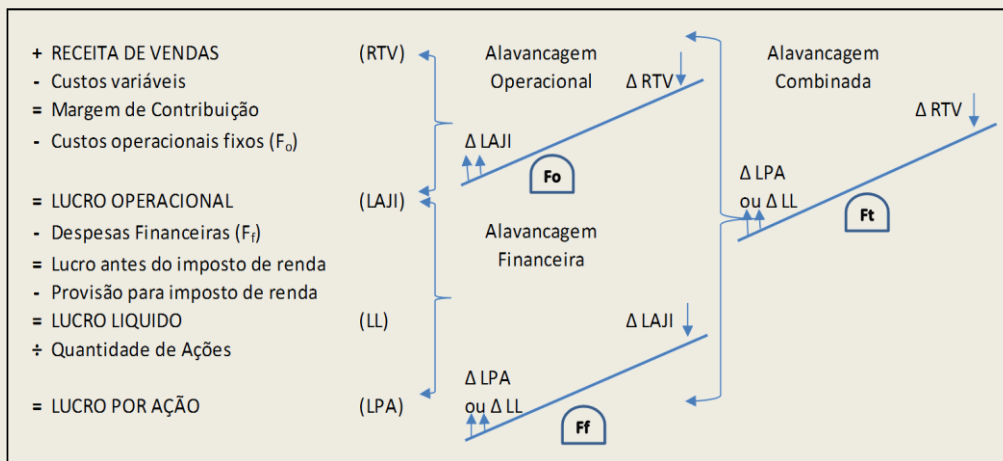 + RECEITA DE VENDAS (RTV)
- Custos variáveis
= Margem de Contribuição
- Custos operacionais fixos (Fo)
= LUCRO OPERACIONAL (LAJI)
- Despesas Financeiras (Ff)
= Lucro antes do imposto de renda
- Provisão para imposto de renda
= LUCRO LIQUIDO (LL)
÷ Quantidade de Ações
= LUCRO POR AÇÃO (LPA)
Alavancagem
Operacional
Δ RTV
Δ LAJI
Fo
Alavancagem
Financeira
Δ LAJI
Δ LPA
ou Δ LL
Ff
Alavancagem
Combinada
Δ RTV
Δ LPA
ou Δ LL
Ft